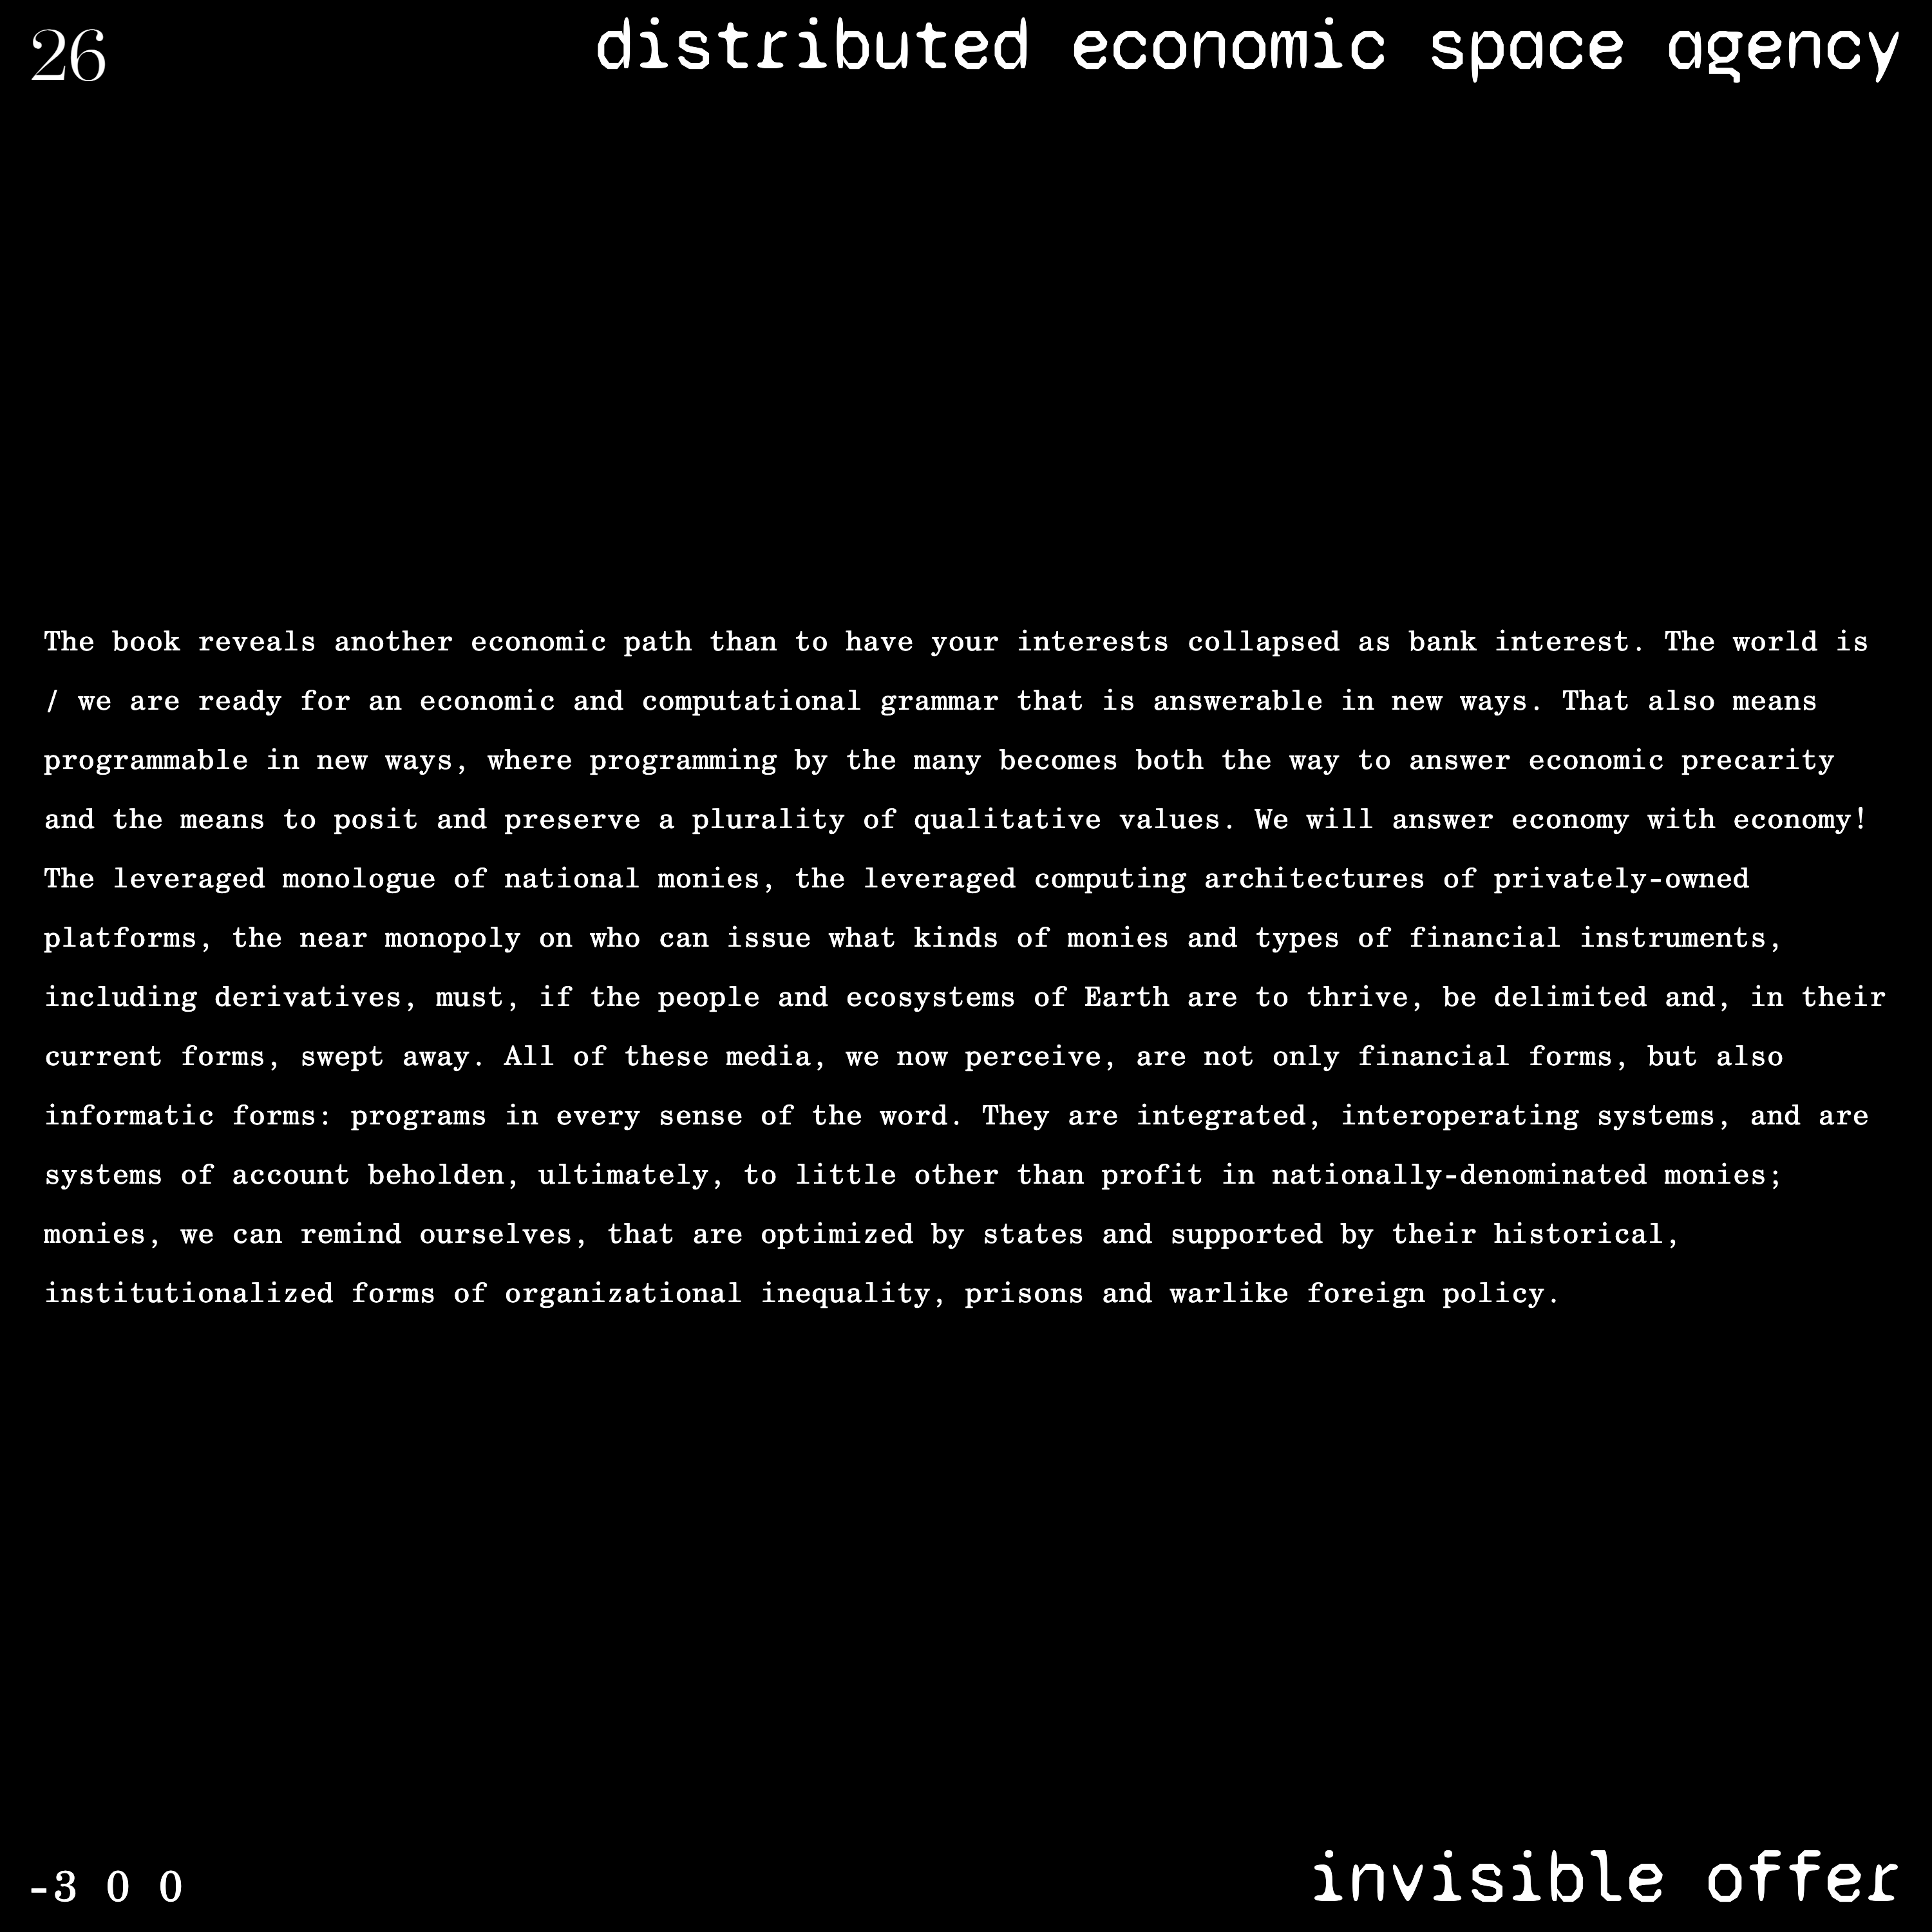 26
distributed economic space agency
The book reveals another economic path than to have your interests collapsed as bank interest. The world is
/ we are ready for an economic and computational grammar that is answerable in new ways. That also means
programmable in new ways, where programming by the many becomes both the way to answer economic precarity
and the means to posit and preserve a plurality of qualitative values. We will answer economy with economy!
The leveraged monologue of national monies, the leveraged computing architectures of privately-owned
platforms, the near monopoly on who can issue what kinds of monies and types of financial instruments,
including derivatives, must, if the people and ecosystems of Earth are to thrive, be delimited and, in their
current forms, swept away. All of these media, we now perceive, are not only financial forms, but also
informatic forms: programs in every sense of the word. They are integrated, interoperating systems, and are
systems of account beholden, ultimately, to little other than profit in nationally-denominated monies;
monies, we can remind ourselves, that are optimized by states and supported by their historical,
institutionalized forms of organizational inequality, prisons and warlike foreign policy.
-3 0 0
invisible offer